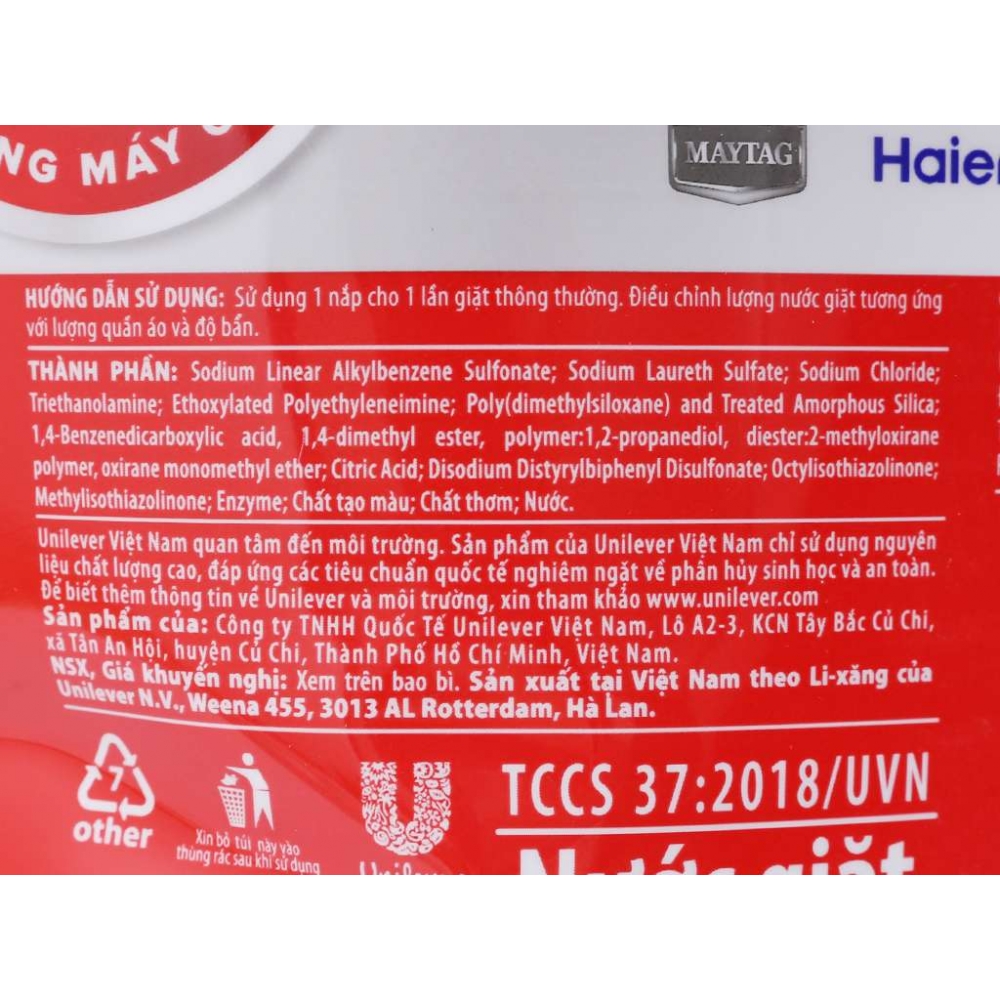 NG MÁY
MAYTAG
Haier
HƯỚNG DẪN SỬ DỤNG: Sử dụng 1 nắp cho 1 lần giặt thông thường. Điều chỉnh lượng nước giặt tương ứng
với lượng quần áo và độ bẩn.
THÀNH PHẦN: Sodium Linear Alkylbenzene Sulfonate; Sodium Laureth Sulfate; Sodium Chloride;
Triethanolamine; Ethoxylated Polyethyleneimine; Poly(dimethylsiloxane) and Treated Amorphous Silica;
1,4-Benzenedicarboxylic acid, 1,4-dimethyl ester, polymer:1,2-propanediol, diester:2-methyloxirane
polymer, oxirane monomethyl ether; Citric Acid; Disodium Distyrylbiphenyl Disulfonate; Octylisothiazolinone;
Methylisothiazolinone; Enzyme; Chất tạo màu; Chất thơm; Nước.
Unilever Việt Nam quan tâm đến môi trường. Sản phẩm của Unilever Việt Nam chỉ sử dụng nguyên
liệu chất lượng cao, đáp ứng các tiêu chuẩn quốc tế nghiêm ngặt về phân hủy sinh học và an toàn.
Để biết thêm thông tin về Unilever và môi trường, xin tham khảo www.unilever.com
Sản phẩm của: Công ty TNHH Quốc Tế Unilever Việt Nam, Lô A2-3, KCN Tây Bắc Củ Chi,
xã Tân An Hội, huyện Củ Chi, Thành Phố Hồ Chí Minh, Việt Nam.
NSX, Giá khuyến nghị: Xem trên bao bì. Sản xuất tại Việt Nam theo Li-xăng của
Unilever N.V., Weena 455, 3013 AL Rotterdam, Hà Lan.
7
other
Xin bỏ túi này vào
thùng rác sau khi sử dụng
TCCS 37:2018/UVN
Nước giặt